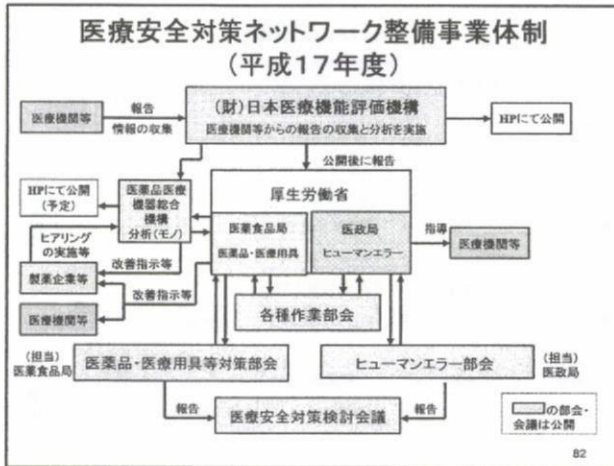 医療安全対策ネットワーク整備事業体制
（平成17年度）
医療機関等
報告
情報の収集
（財）日本医療機能評価機構
医療機関等からの報告の収集と分析を実施
HPにて公開
公開後に報告
HPにて公開
（予定）
医薬品医療
機器総合
機構
分析（モノ）
厚生労働省
医薬食品局
医薬品・医療用具
医政局
ヒューマンエラー
指導
医療機関等
ヒアリング
の実施等
製薬企業等
改善指示等
改善指示等
医療機関等
各種作業部会
（担当）
医薬食品局
医薬品・医療用具等対策部会
ヒューマンエラー部会
（担当）
医政局
報告
報告
医療安全対策検討会議
の部会・
会議は公開
82